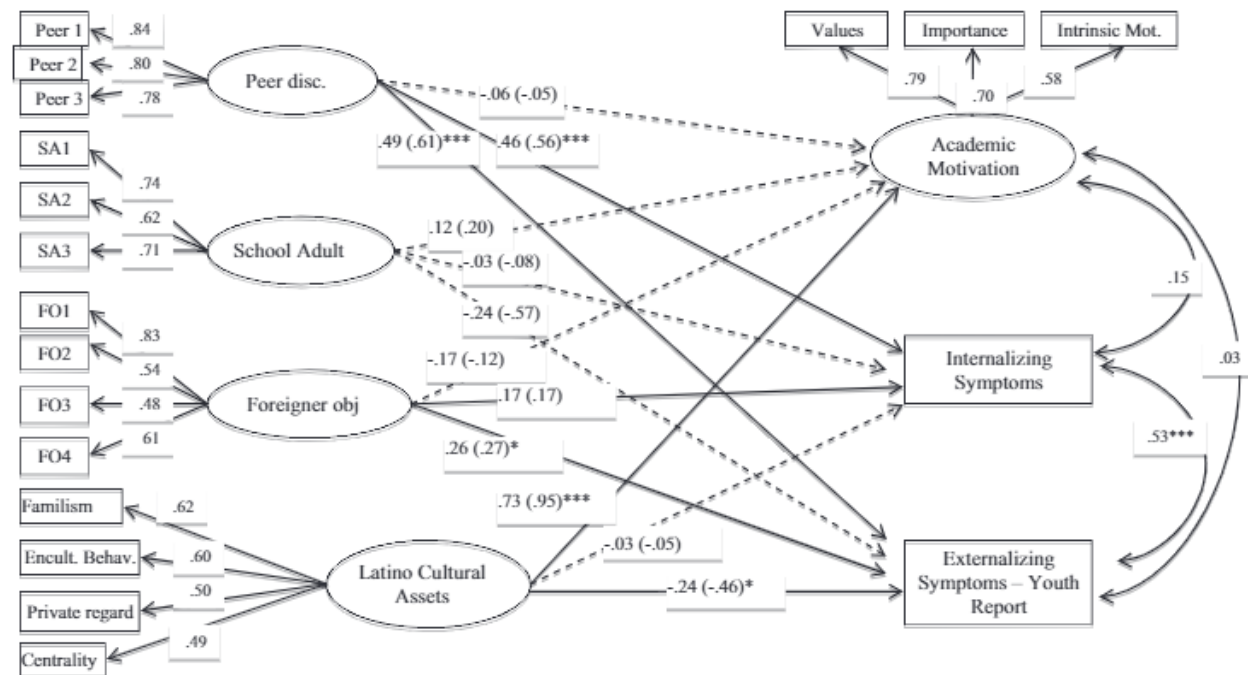 Peer 1
.84
Peer 2
.80
Peer 3
.78
Peer disc.
SA1
.74
SA2
.62
SA3
.71
School Adult
FO1
.83
FO2
.54
FO3
.48
FO4
61
Foreigner obj
Familism
.62
Encult. Behav.
.60
Private regard
.50
Centrality
.49
Latino Cultural
Assets
-.06 (-.05)
.49 (.61)***
.46 (.56)***
.12 (.20)
-.03 (-.08)
-.24 (-.57)
-.17 (-.12)
.17 (.17)
.26 (.27)*
.73 (.95)***
-.03 (-.05)
-.24 (-.46)*
Values
Importance
Intrinsic Mot.
.79
.70
.58
Academic
Motivation
Internalizing
Symptoms
Externalizing
Symptoms – Youth
Report
.15
.03
.53***